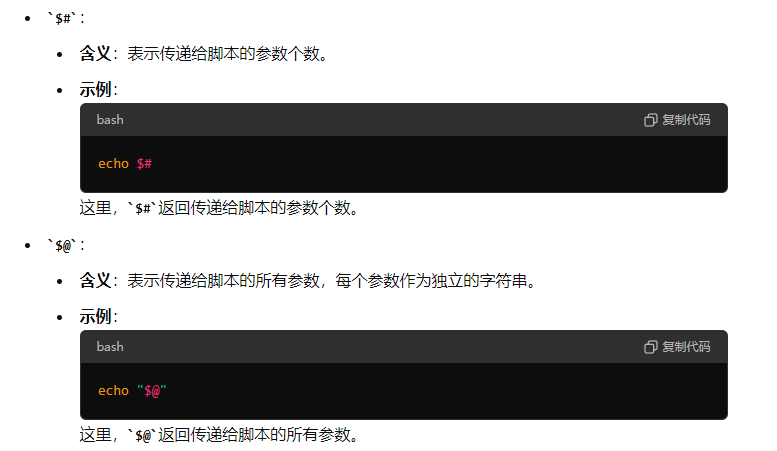 `$#`：
含义：表示传递给脚本的参数个数。
示例：
bash 复制代码
echo $#
这里，`$#`返回传递给脚本的参数个数。
`$@`：
含义：表示传递给脚本的所有参数，每个参数作为独立的字符串。
示例：
bash 复制代码
echo "$@"
这里，`$@`返回传递给脚本的所有参数。